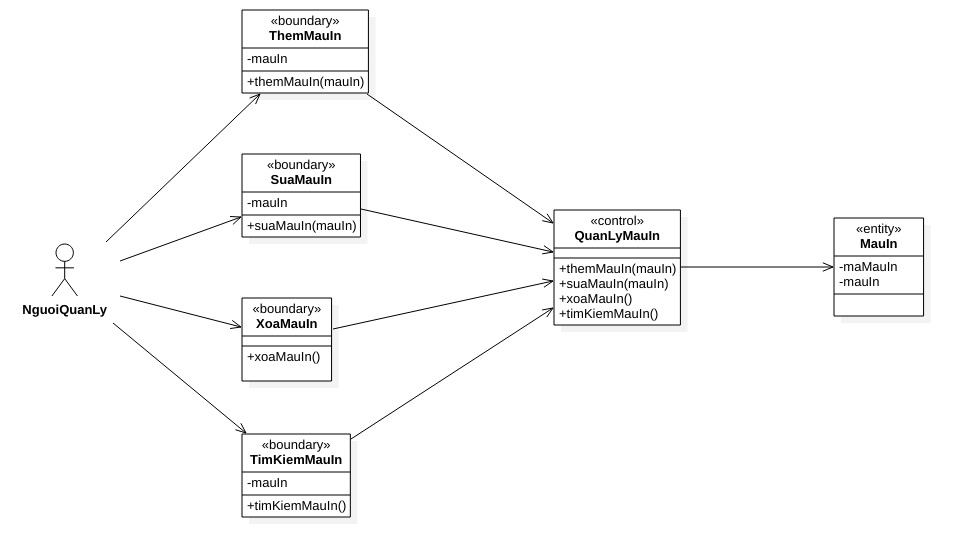 «boundary»
ThemMauIn
-mauIn
+themMauIn(mauIn)
«boundary»
SuaMauIn
-mauIn
+suaMauIn(mauIn)
NguoiQuanLy
«boundary»
XoaMauIn
+xoaMauIn()
«boundary»
TimKiemMauIn
-mauIn
+timKiemMauIn()
«control»
QuanLyMauIn
+themMauIn(mauIn)
+suaMauIn(mauIn)
+xoaMauIn()
+timKiemMauIn()
«entity»
MauIn
-maMauIn
-mauIn